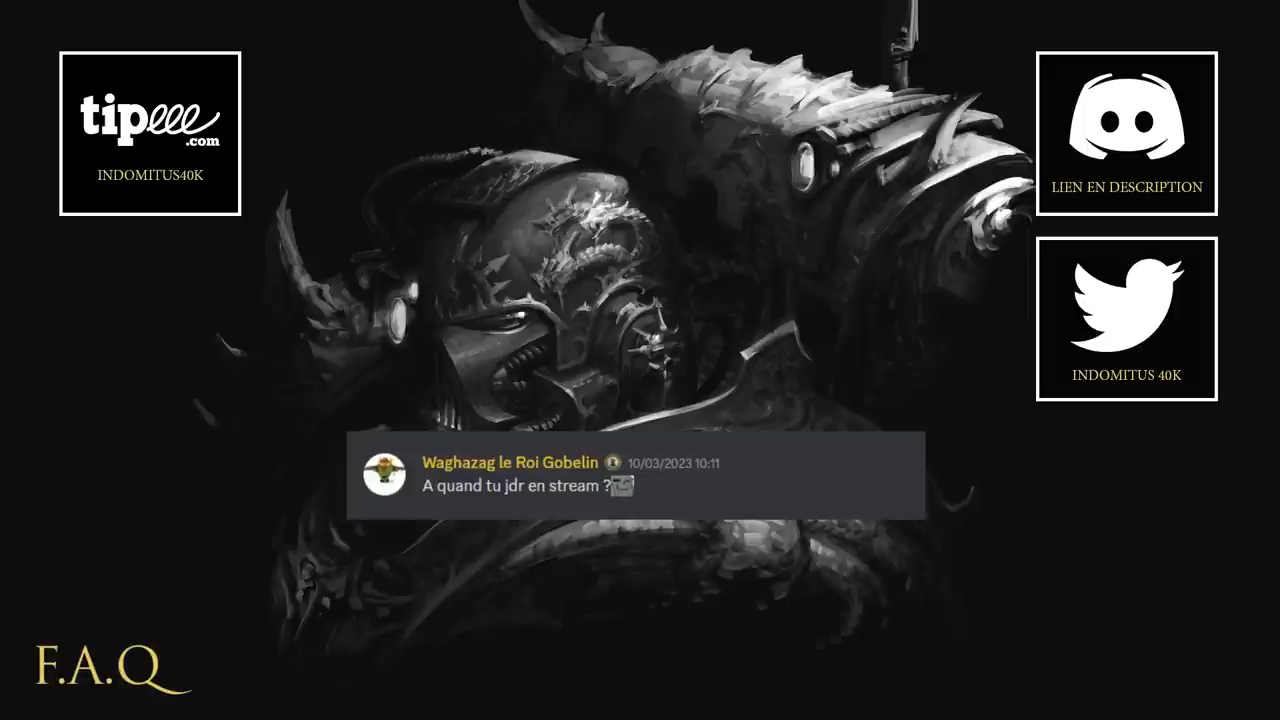 tipeee
.com
INDOMITUS40K
LIEN EN DESCRIPTION
INDOMITUS 40K
Waghazag le Roi Gobelin 10/03/2023 10:11
A quand tu jdr en stream ?
F.A.Q